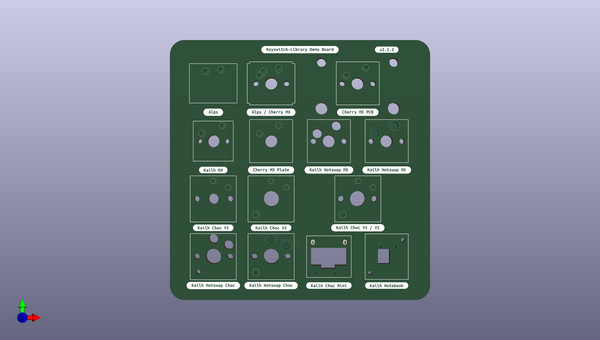 Keyswitch-Library Demo Board
v2.1.2
Alps
Alps / Cherry MX
Cherry MX PCB
Kailh KH
Cherry MX Plate
Kailh Hotswap MX
Kailh Hotswap MX
Kailh Choc V1
Kailh Choc V2
Kailh Choc V1 / V2
Kailh Hotswap Choc
Kailh Hotswap Choc
Kailh Choc Mini
Kailh Notebook